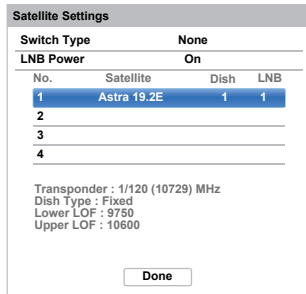 Satellite Settings
Switch Type None
LNB Power On
No. Satellite Dish LNB
1 Astra 19.2E 1 1
2
3
4
Transponder : 1/120 (10729) MHz
Dish Type : Fixed
Lower LOF : 9750
Upper LOF : 10600
Done